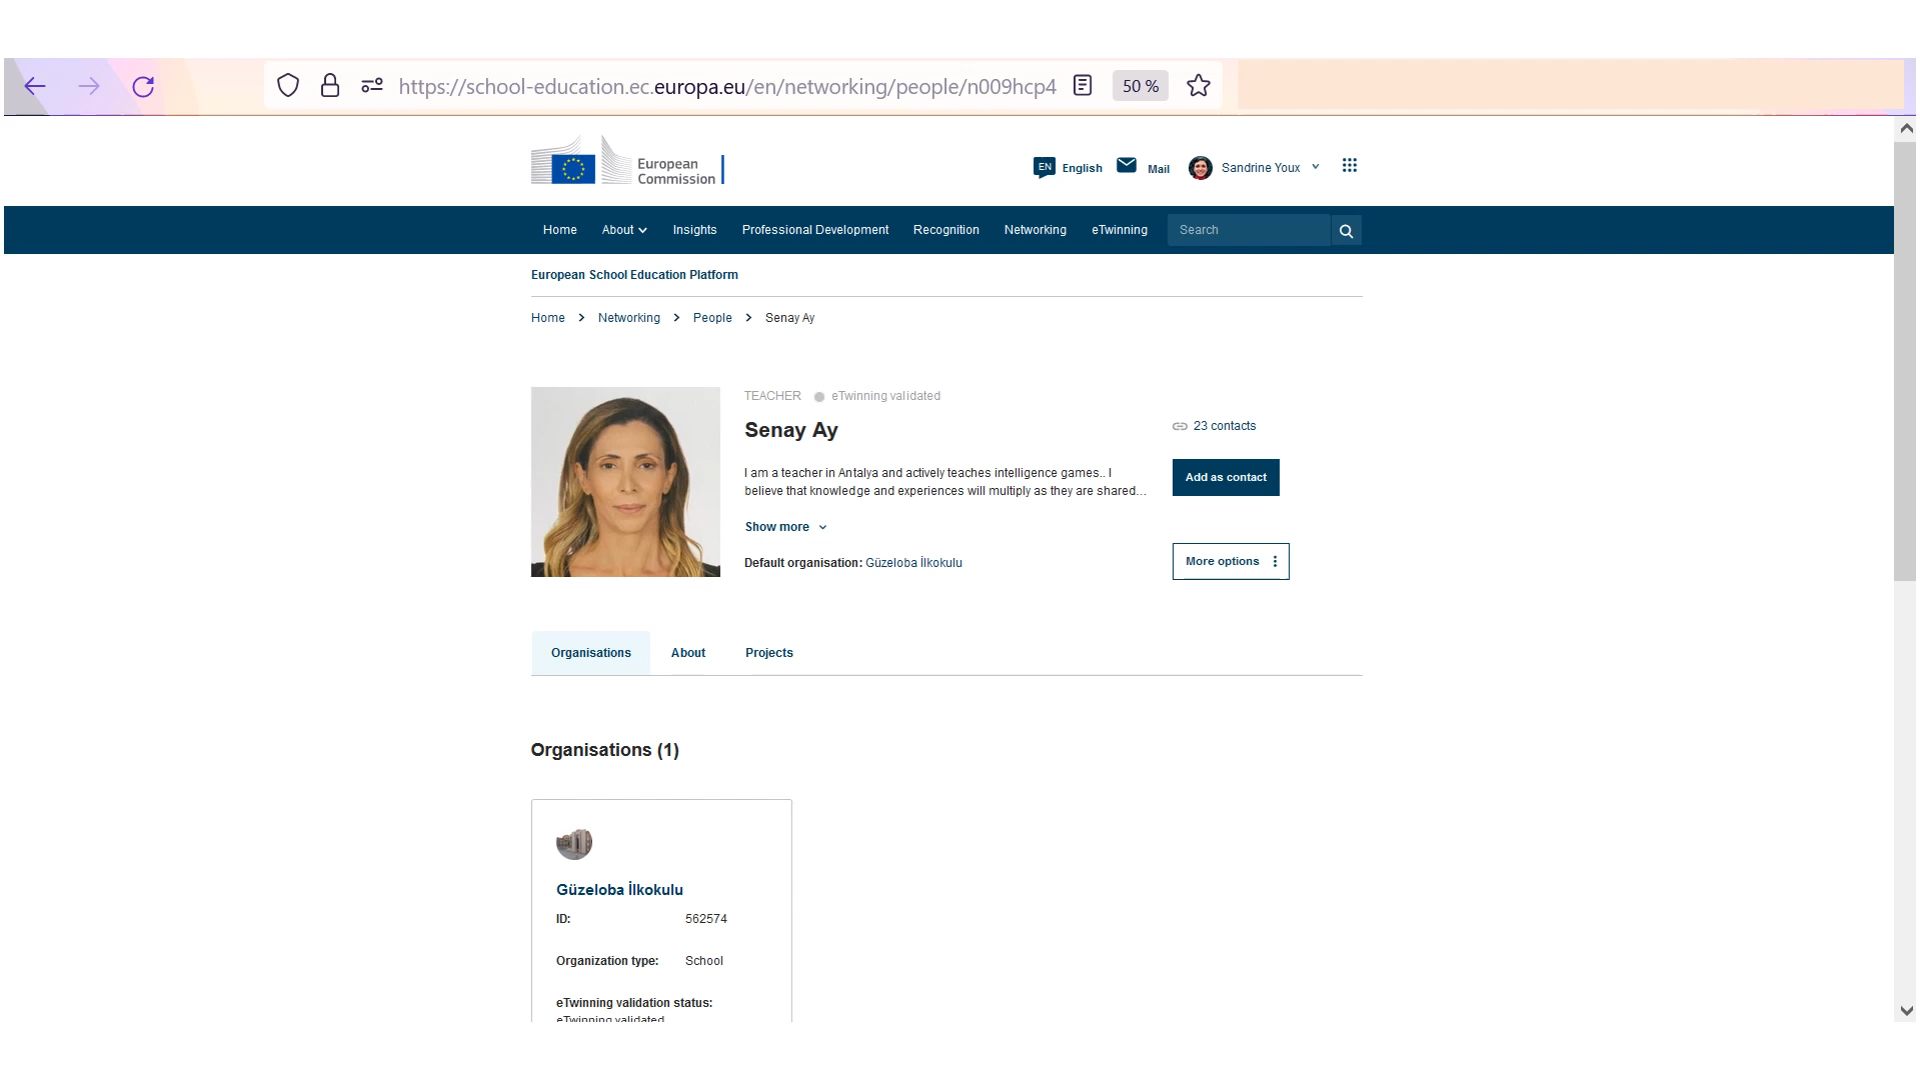 https://school-education.ec.europa.eu/en/networking/people/n009hcp4
50 %
European
Commission
EN English
Mail
Sandrine Youx
Home
About
Insights
Professional Development
Recognition
Networking
eTwinning
Search
European School Education Platform
Home > Networking > People > Senay Ay
TEACHER
eTwinning validated
Senay Ay
23 contacts
I am a teacher in Antalya and actively teaches intelligence games.. I
believe that knowledge and experiences will multiply as they are shared...
Add as contact
Show more
Default organisation: Güzeloba İlkokulu
More options
Organisations
About
Projects
Organisations (1)
Güzeloba İlkokulu
ID: 562574
Organization type: School
eTwinning validation status:
eTwinning validated